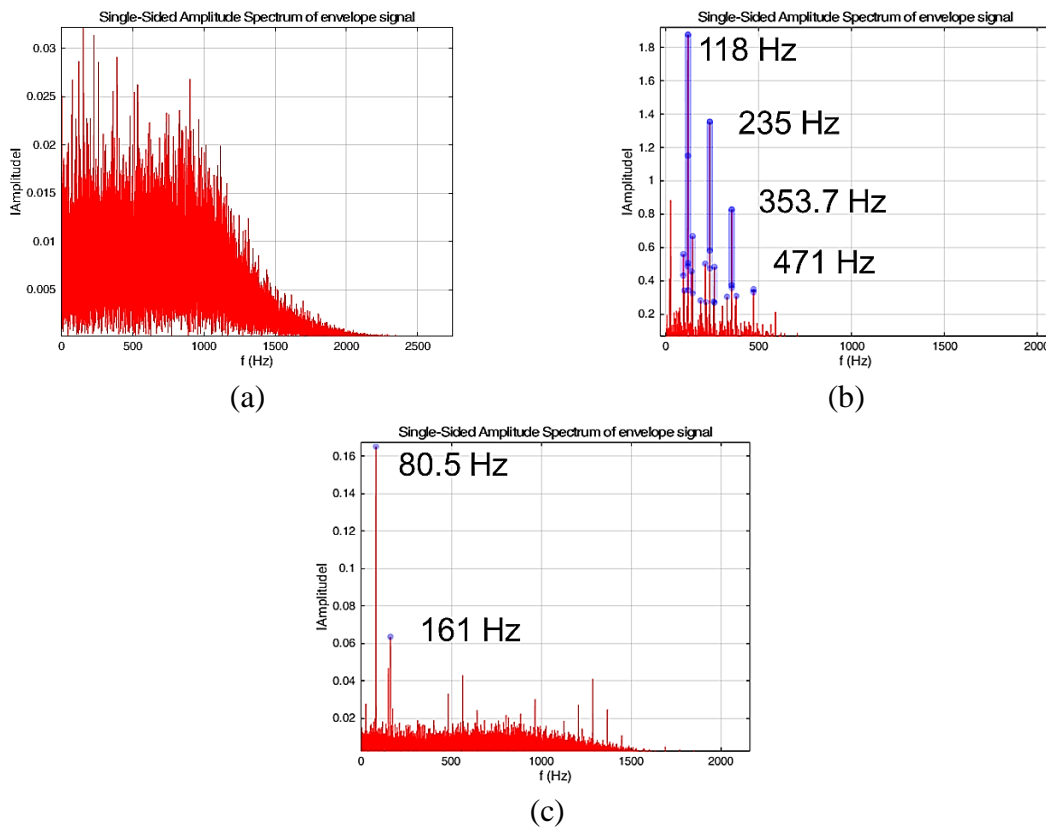 Single-Sided Amplitude Spectrum of envelope signal
0.03
0.025
0.02
0.015
0.01
0.005
|Amplitude|
0 500 1000 1500 2000 2500
f (Hz)
(a)
Single-Sided Amplitude Spectrum of envelope signal
118 Hz
235 Hz
353.7 Hz
471 Hz
1.8
1.6
1.4
1.2
1
0.8
0.6
0.4
0.2
|Amplitude|
0 500 1000 1500 2000
f (Hz)
(b)
Single-Sided Amplitude Spectrum of envelope signal
80.5 Hz
161 Hz
0.16
0.14
0.12
0.1
0.08
0.06
0.04
0.02
|Amplitude|
0 500 1000 1500 2000
f (Hz)
(c)